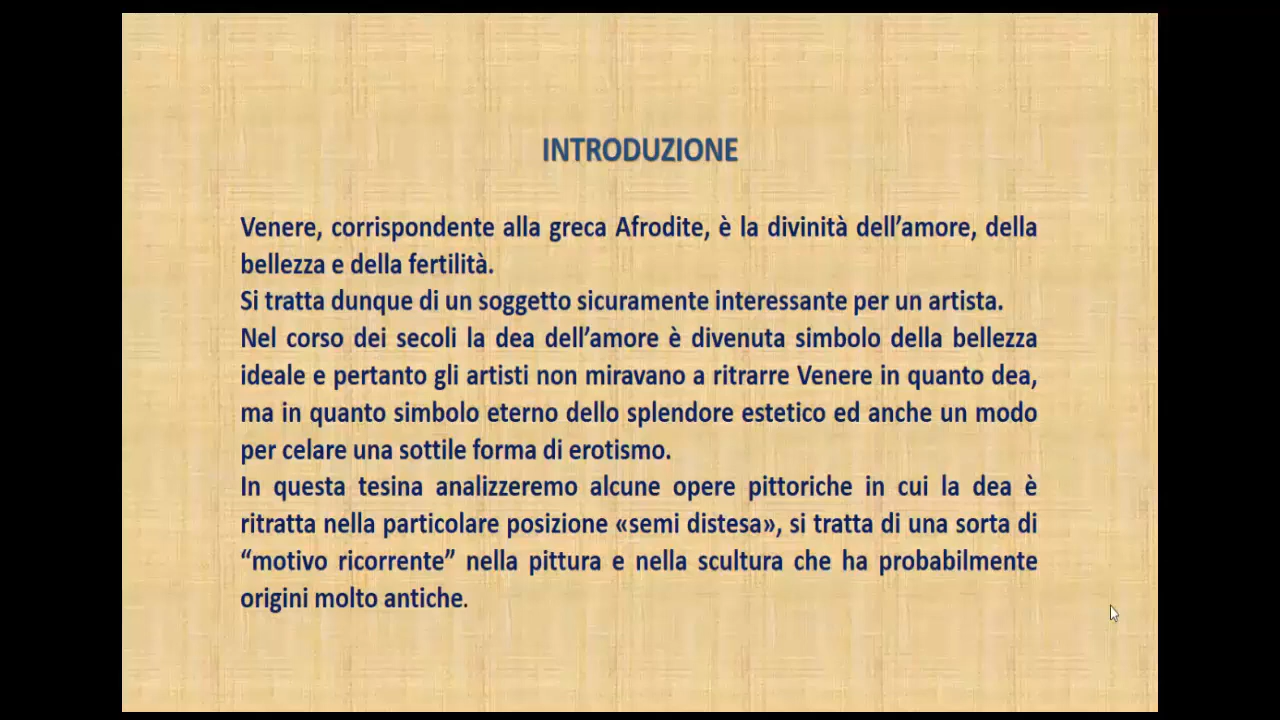 INTRODUZIONE
Venere, corrispondente alla greca Afrodite, è la divinità dell’amore, della
bellezza e della fertilità.
Si tratta dunque di un soggetto sicuramente interessante per un artista.
Nel corso dei secoli la dea dell’amore è divenuta simbolo della bellezza
ideale e pertanto gli artisti non miravano a ritrarre Venere in quanto dea,
ma in quanto simbolo eterno dello splendore estetico ed anche un modo
per celare una sottile forma di erotismo.
In questa tesina analizzeremo alcune opere pittoriche in cui la dea è
ritratta nella particolare posizione «semi distesa», si tratta di una sorta di
“motivo ricorrente” nella pittura e nella scultura che ha probabilmente
origini molto antiche.